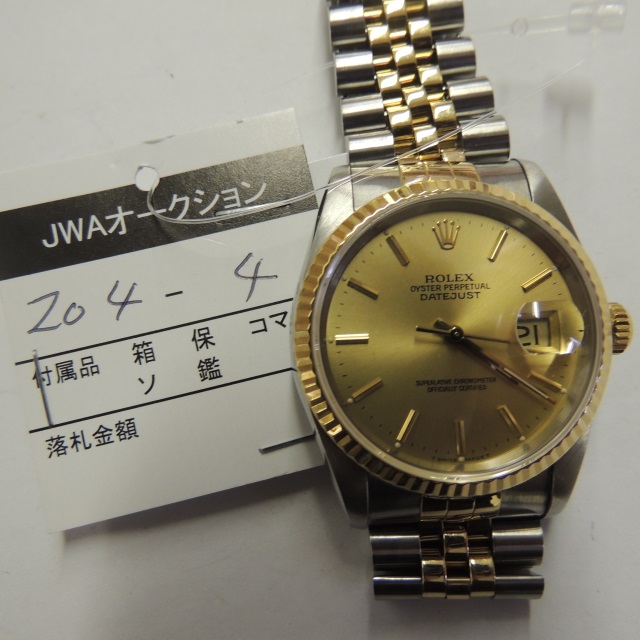 JWAオークション
204-4
付属品 箱 保 コマ
ソ 鑑
落札金額
ROLEX
OYSTER PERPETUAL
DATEJUST
21
SUPERLATIVE CHRONOMETER
OFFICIALLY CERTIFIED